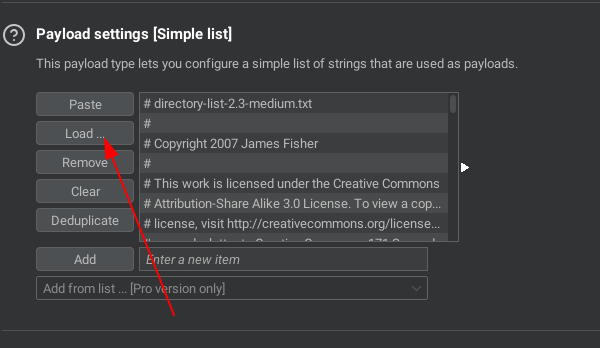 ?
Payload settings [Simple list]
This payload type lets you configure a simple list of strings that are used as payloads.
Paste
Load ...
Remove
Clear
Deduplicate
# directory-list-2.3-medium.txt
#
# Copyright 2007 James Fisher
#
# This work is licensed under the Creative Commons
# Attribution-Share Alike 3.0 License. To view a cop...
# license, visit http://creativecommons.org/license...
Add
Enter a new item
Add from list ... [Pro version only]